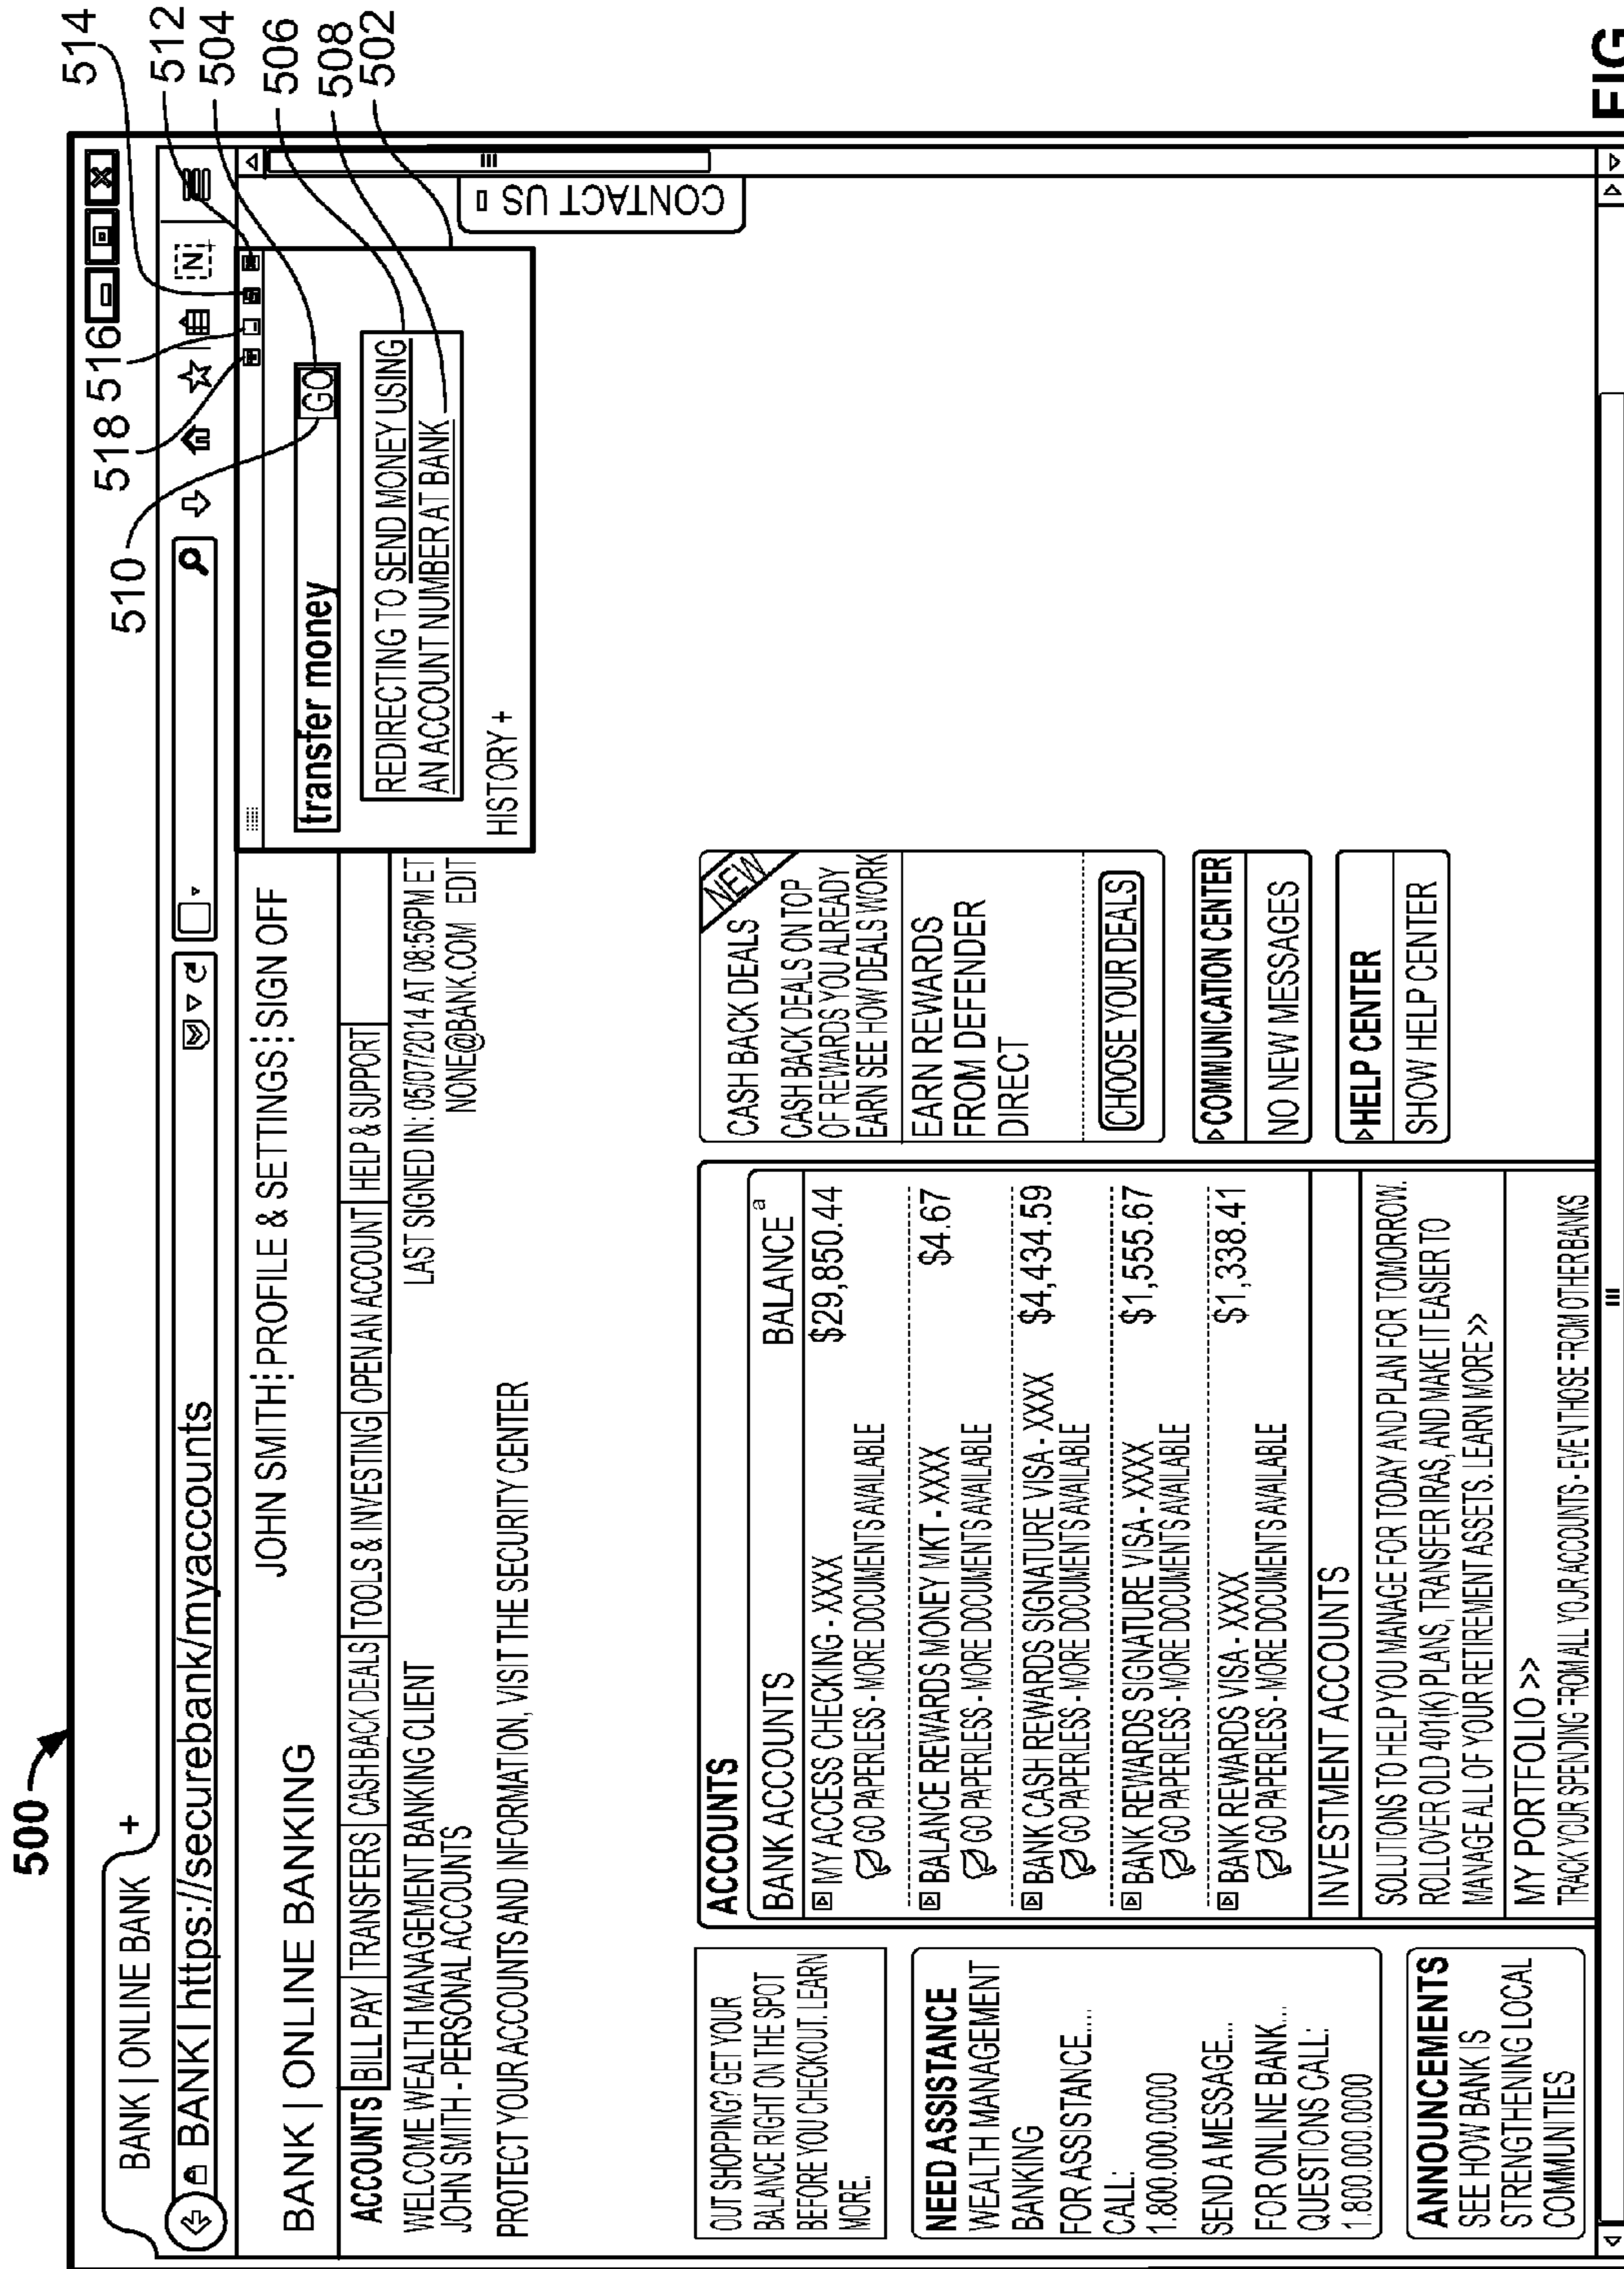 500
BANK | ONLINE BANK +
BANK | https://securebank/myaccounts
514
512
504
506
508
502
518
516
510
N
BANK | ONLINE BANKING
JOHN SMITH PROFILE & SETTINGS SIGN OFF
ACCOUNTS BILL PAY TRANSFERS CASH BACK DEALS TOOLS & INVESTING OPEN AN ACCOUNT HELP & SUPPORT
WELCOME WEALTH MANAGEMENT BANKING CLIENT
LAST SIGNED IN: 05/07/2014 AT 08:56PM ET
JOHN SMITH - PERSONAL ACCOUNTS
NONE@BANK.COM EDIT
PROTECT YOUR ACCOUNTS AND INFORMATION, VISIT THE SECURITY CENTER
transfer money GO
REDIRECTING TO SEND MONEY USING
AN ACCOUNT NUMBER AT BANK
HISTORY +
CONTACT US
OUT SHOPPING? GET YOUR
BALANCE RIGHT ON THE SPOT
BEFORE YOU CHECKOUT. LEARN
MORE.
NEED ASSISTANCE
WEALTH MANAGEMENT
BANKING
FOR ASSISTANCE....
CALL:
1.800.000.0000
SEND A MESSAGE...
FOR ONLINE BANK...
QUESTIONS CALL:
1.800.000.0000
ANNOUNCEMENTS
SEE HOW BANK IS
STRENGTHENING LOCAL
COMMUNITIES
ACCOUNTS
BANK ACCOUNTS BALANCE a
MY ACCESS CHECKING - XXXX $29,850.44
GO PAPERLESS - MORE DOCUMENTS AVAILABLE
BALANCE REWARDS MONEY MKT - XXXX $4.67
GO PAPERLESS - MORE DOCUMENTS AVAILABLE
BANK CASH REWARDS SIGNATURE VISA - XXXX $4,434.59
GO PAPERLESS - MORE DOCUMENTS AVAILABLE
BANK REWARDS SIGNATURE VISA - XXXX $1,555.67
GO PAPERLESS - MORE DOCUMENTS AVAILABLE
BANK REWARDS VISA - XXXX $1,338.41
GO PAPERLESS - MORE DOCUMENTS AVAILABLE
INVESTMENT ACCOUNTS
SOLUTIONS TO HELP YOU MANAGE FOR TODAY AND PLAN FOR TOMORROW.
ROLLOVER OLD 401(K) PLANS, TRANSFER IRAS, AND MAKE IT EASIER TO
MANAGE ALL OF YOUR RETIREMENT ASSETS. LEARN MORE >>
MY PORTFOLIO >>
TRACK YOUR SPENDING FROM ALL YOUR ACCOUNTS - EVEN THOSE FROM OTHER BANKS
NEW
CASH BACK DEALS
CASH BACK DEALS ON TOP
OF REWARDS YOU ALREADY
EARN SEE HOW DEALS WORK
EARN REWARDS
FROM DEFENDER
DIRECT
CHOOSE YOUR DEALS
COMMUNICATION CENTER
NO NEW MESSAGES
HELP CENTER
SHOW HELP CENTER
FIG